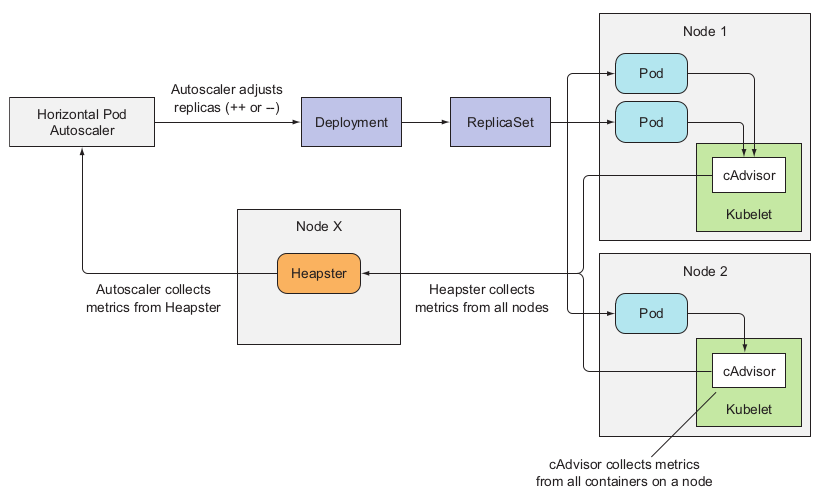 Node 1
Pod
Autoscaler adjusts
replicas (++ or --)
Horizontal Pod
Autoscaler
Deployment
ReplicaSet
Pod
cAdvisor
Kubelet
Node X
Heapster
Autoscaler collects
metrics from Heapster
Heapster collects
metrics from all nodes
Node 2
Pod
cAdvisor
Kubelet
cAdvisor collects metrics
from all containers on a node